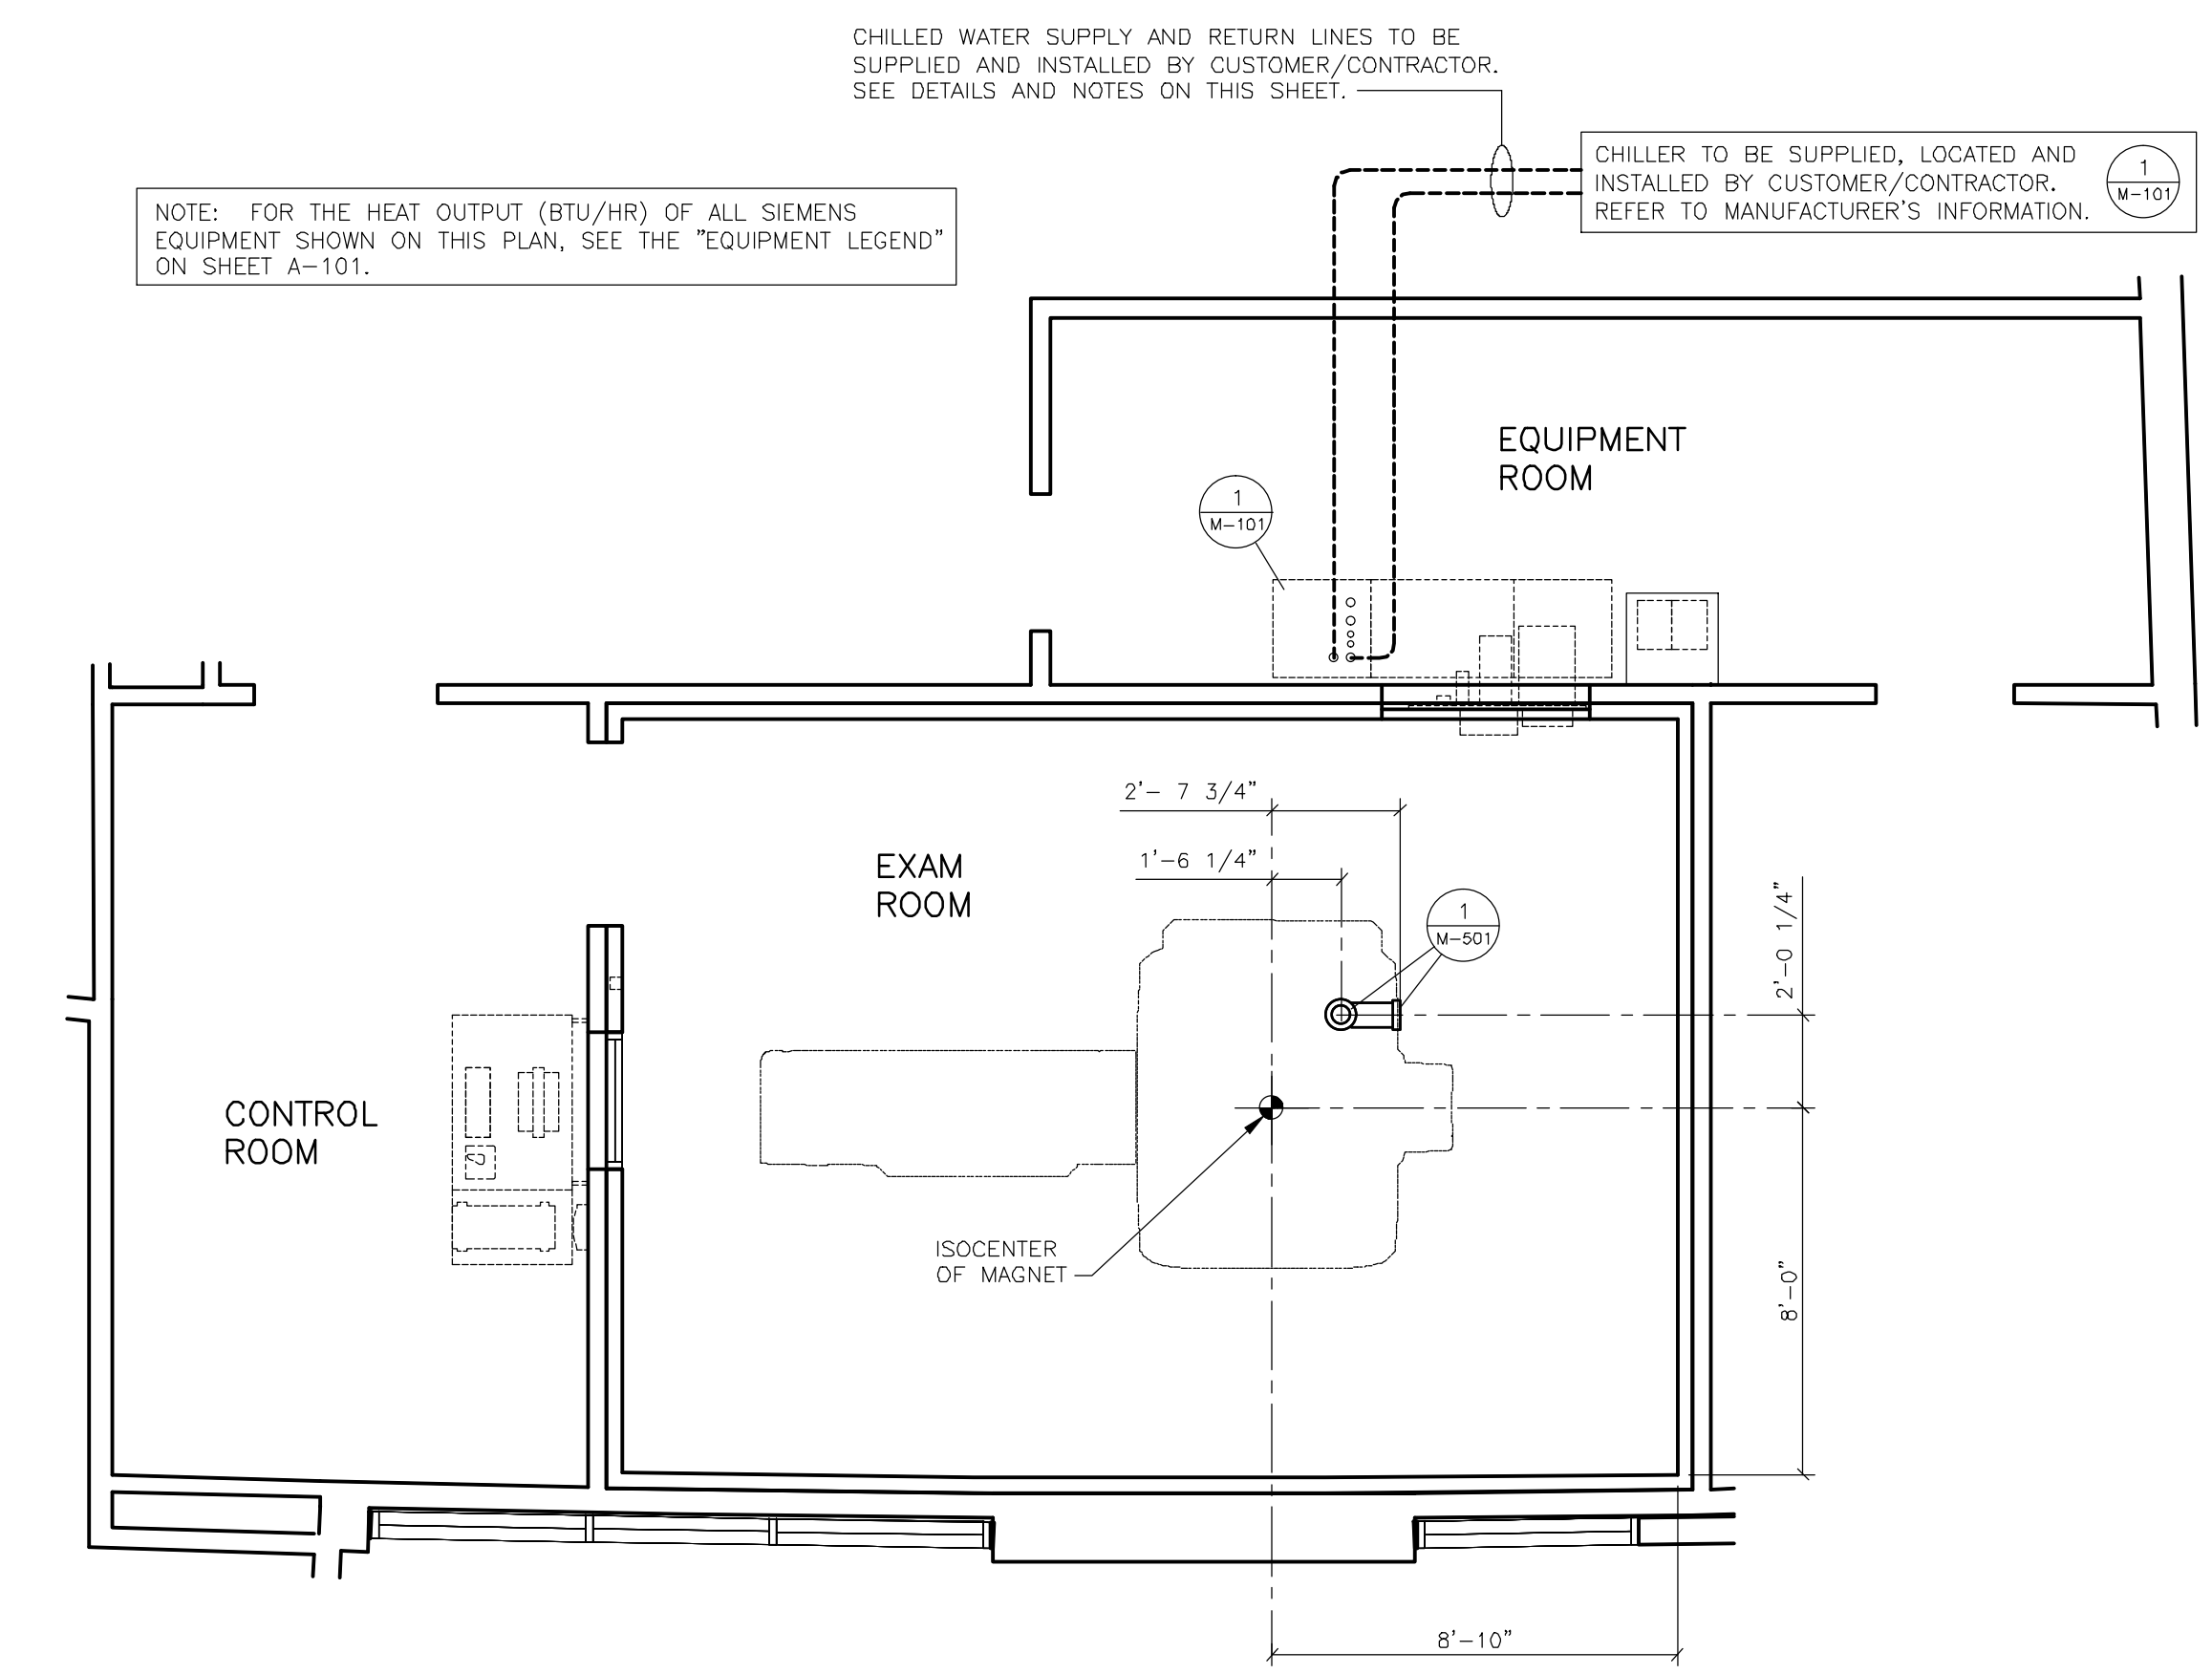 CHILLED WATER SUPPLY AND RETURN LINES TO BE
SUPPLIED AND INSTALLED BY CUSTOMER/CONTRACTOR.
SEE DETAILS AND NOTES ON THIS SHEET.
CHILLER TO BE SUPPLIED, LOCATED AND
INSTALLED BY CUSTOMER/CONTRACTOR.
REFER TO MANUFACTURER'S INFORMATION.
1
M-101
NOTE: FOR THE HEAT OUTPUT (BTU/HR) OF ALL SIEMENS
EQUIPMENT SHOWN ON THIS PLAN, SEE THE "EQUIPMENT LEGEND"
ON SHEET A-101.
EQUIPMENT
ROOM
1
M-101
2'- 7 3/4"
1'-6 1/4"
EXAM
ROOM
1
M-501
2'-0 1/4"
CONTROL
ROOM
ISOCENTER
OF MAGNET
8'-0"
8'-10"